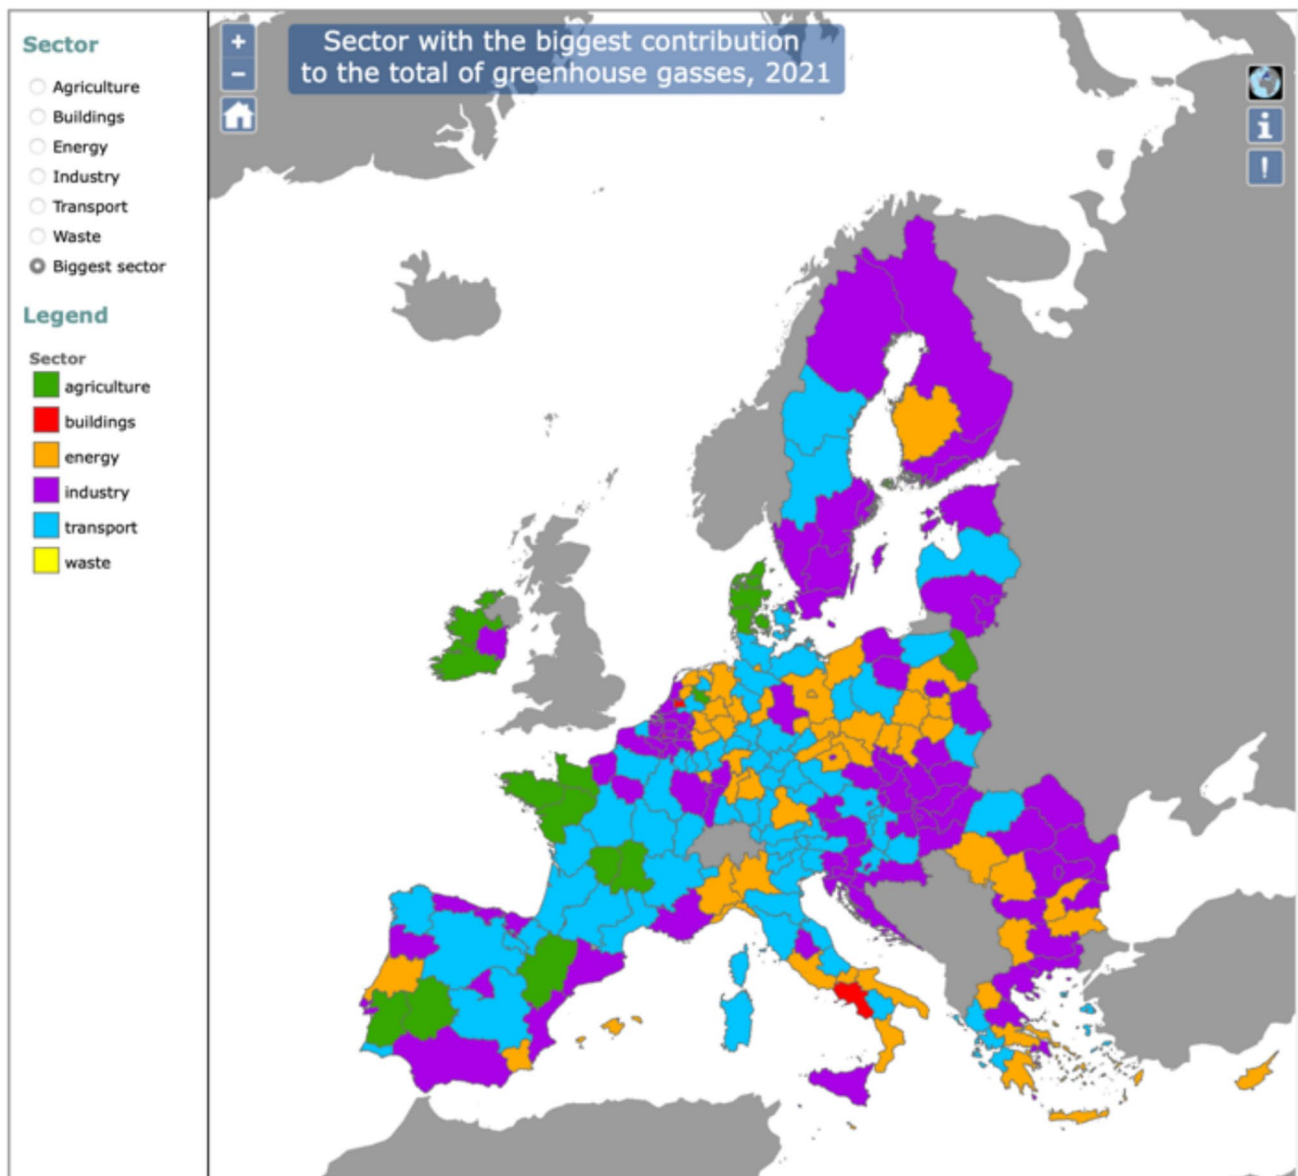 Sector
Agriculture
Buildings
Energy
Industry
Transport
Waste
Biggest sector
Legend
Sector
agriculture
buildings
energy
industry
transport
waste
+
−
Sector with the biggest contribution
to the total of greenhouse gasses, 2021
i
!